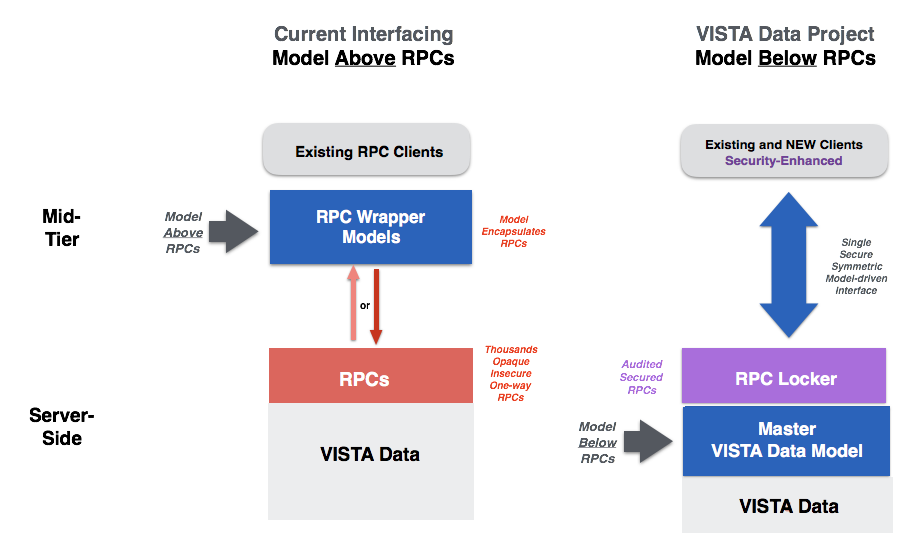 Current Interfacing
Model Above RPCs
VISTA Data Project
Model Below RPCs
Existing RPC Clients
Existing and NEW Clients
Security-Enhanced
Mid-
Tier
Model
Above
RPCs
RPC Wrapper
Models
Model
Encapsulates
RPCs
Single
Secure
Symmetric
Model-driven
interface
or
Server-
Side
RPCs
Thousands
Opaque
Insecure
One-way
RPCs
VISTA Data
Audited
Secured
RPCs
RPC Locker
Model
Below
RPCs
Master
VISTA Data Model
VISTA Data